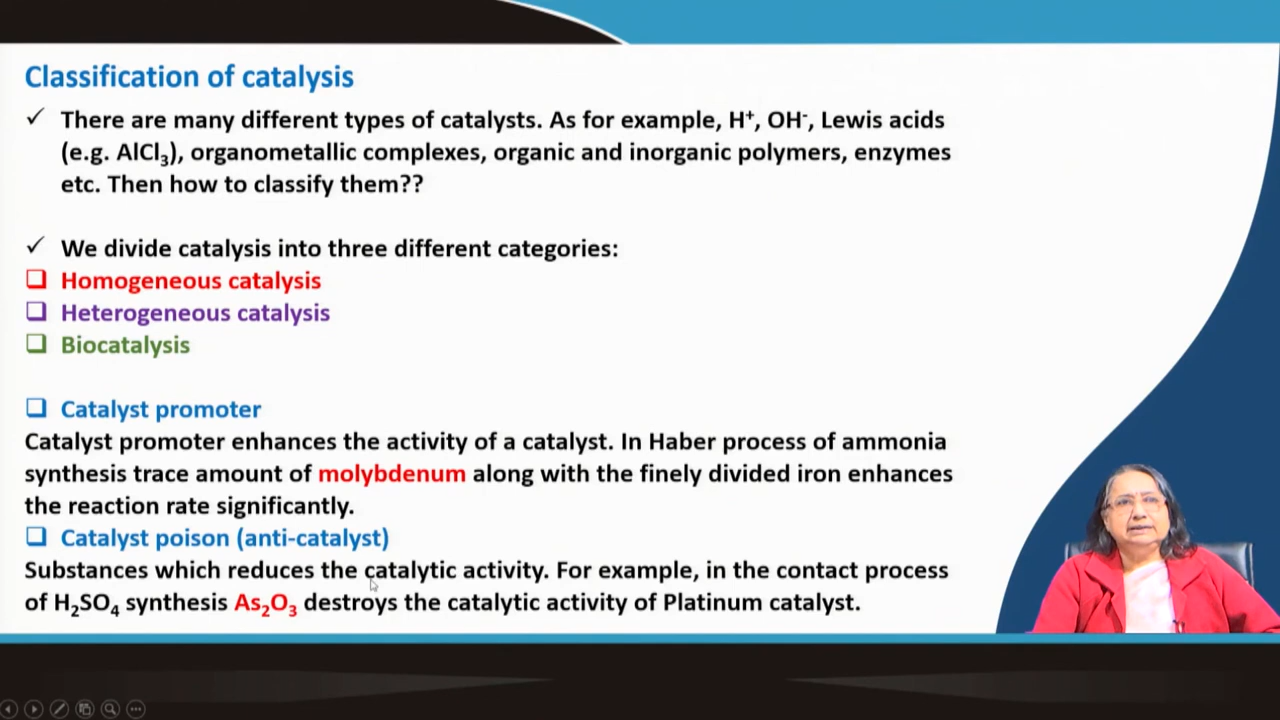 Classification of catalysis
✓ There are many different types of catalysts. As for example, H⁺, OH⁻, Lewis acids
(e.g. AlCl₃), organometallic complexes, organic and inorganic polymers, enzymes
etc. Then how to classify them??
✓ We divide catalysis into three different categories:
❑ Homogeneous catalysis
❑ Heterogeneous catalysis
❑ Biocatalysis
❑ Catalyst promoter
Catalyst promoter enhances the activity of a catalyst. In Haber process of ammonia
synthesis trace amount of molybdenum along with the finely divided iron enhances
the reaction rate significantly.
❑ Catalyst poison (anti-catalyst)
Substances which reduces the catalytic activity. For example, in the contact process
of H₂SO₄ synthesis As₂O₃ destroys the catalytic activity of Platinum catalyst.